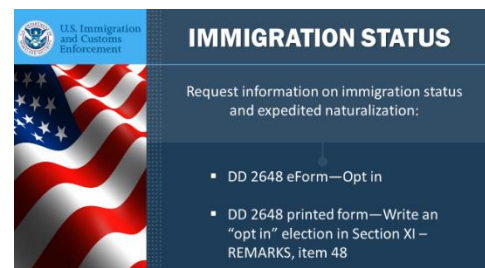 U.S. Immigration
and Customs
Enforcement
IMMIGRATION STATUS
Request information on immigration status
and expedited naturalization:
▪ DD 2648 eForm—Opt in
▪ DD 2648 printed form—Write an
“opt in” election in Section XI –
REMARKS, item 48